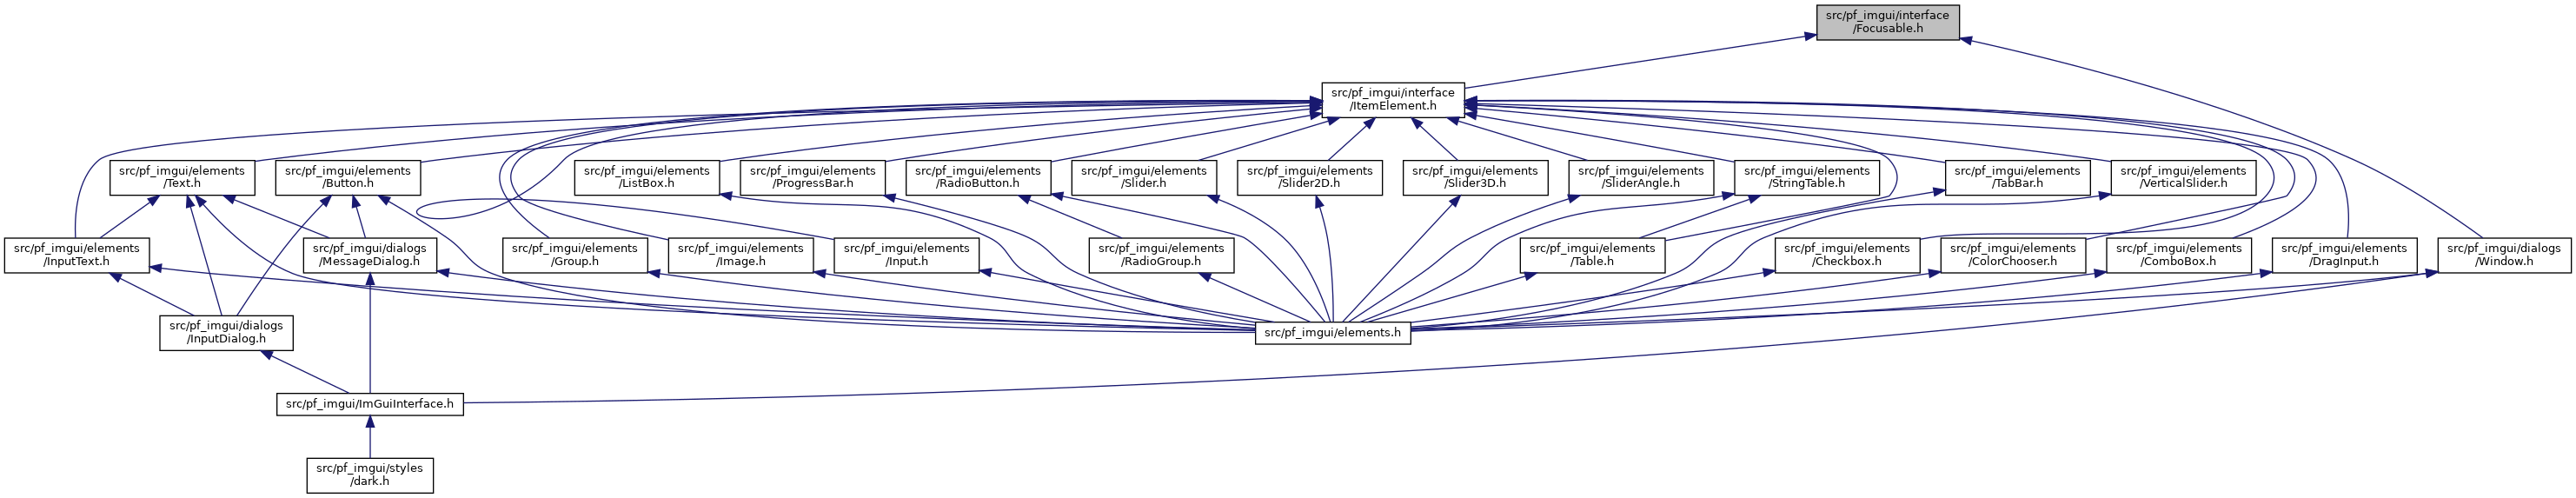 src/pf_imgui/interface
/Focusable.h
src/pf_imgui/interface
/ItemElement.h
src/pf_imgui/elements
/Text.h
src/pf_imgui/elements
/Button.h
src/pf_imgui/elements
/ListBox.h
src/pf_imgui/elements
/ProgressBar.h
src/pf_imgui/elements
/RadioButton.h
src/pf_imgui/elements
/Slider.h
src/pf_imgui/elements
/Slider2D.h
src/pf_imgui/elements
/Slider3D.h
src/pf_imgui/elements
/SliderAngle.h
src/pf_imgui/elements
/StringTable.h
src/pf_imgui/elements
/TabBar.h
src/pf_imgui/elements
/VerticalSlider.h
src/pf_imgui/elements
/InputText.h
src/pf_imgui/dialogs
/MessageDialog.h
src/pf_imgui/elements
/Group.h
src/pf_imgui/elements
/Image.h
src/pf_imgui/elements
/Input.h
src/pf_imgui/elements
/RadioGroup.h
src/pf_imgui/elements
/Table.h
src/pf_imgui/elements
/Checkbox.h
src/pf_imgui/elements
/ColorChooser.h
src/pf_imgui/elements
/ComboBox.h
src/pf_imgui/elements
/DragInput.h
src/pf_imgui/dialogs
/Window.h
src/pf_imgui/dialogs
/InputDialog.h
src/pf_imgui/elements.h
src/pf_imgui/ImGuiInterface.h
src/pf_imgui/styles
/dark.h